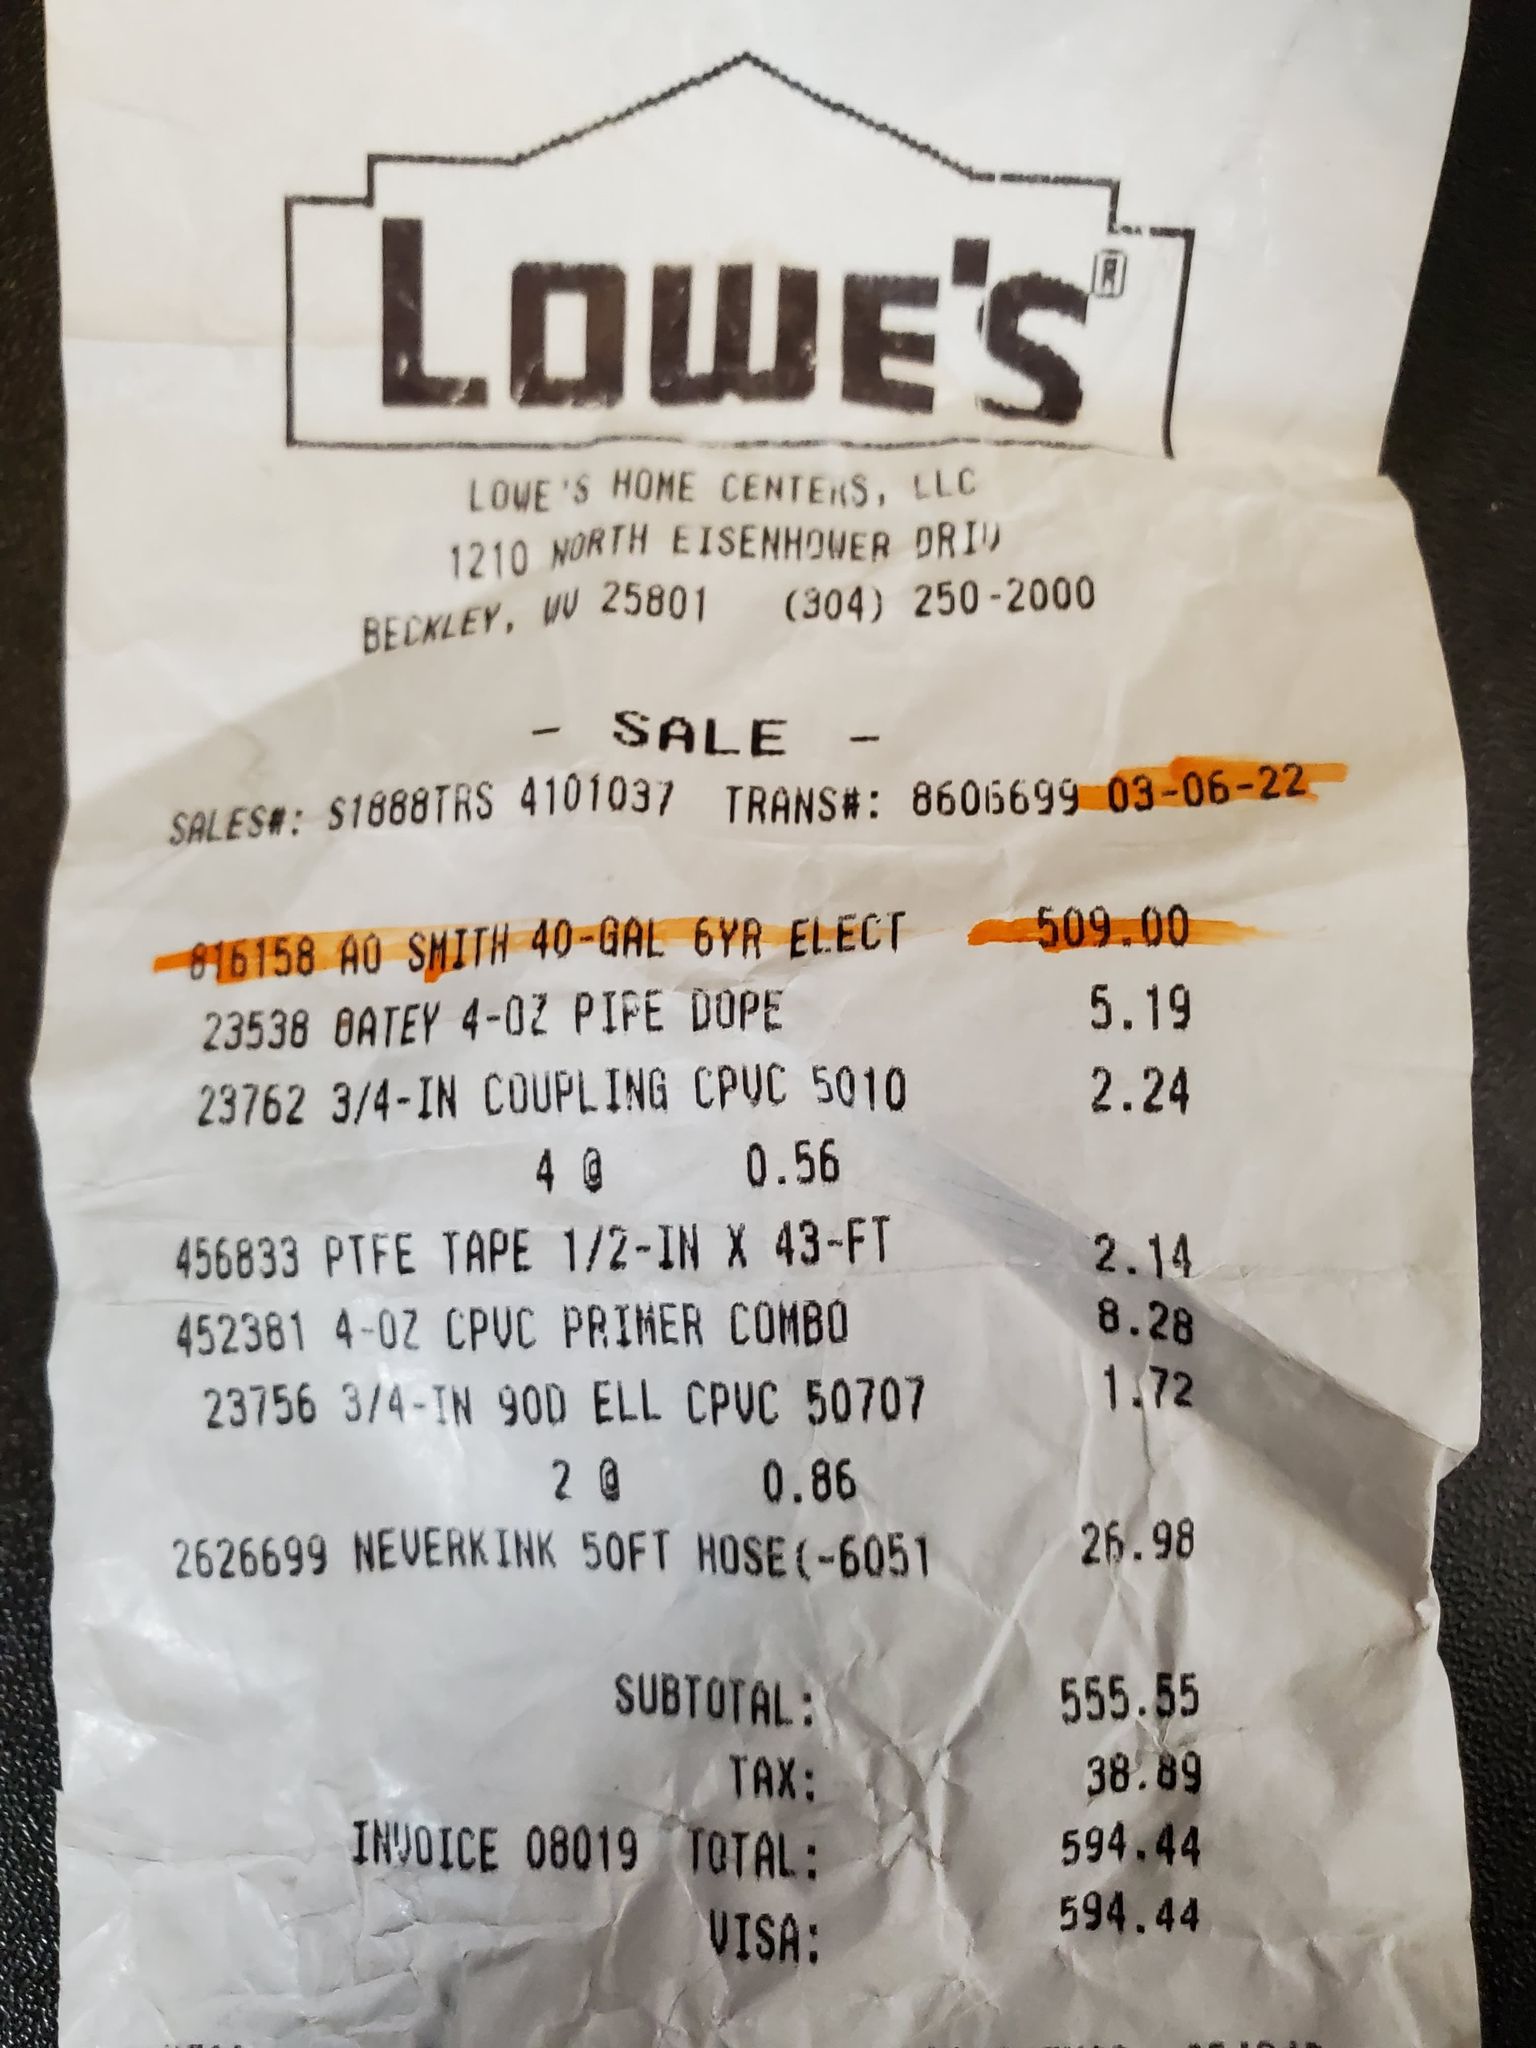 LOWE'S®
LOWE'S HOME CENTERS, LLC
1210 NORTH EISENHOWER DRIV
BECKLEY, WV 25801 (304) 250-2000
- SALE -
SALES#: S1888TRS 4101037 TRANS#: 8606699 03-06-22
816158 AO SMITH 40-GAL 6YR ELECT 509.00
23538 OATEY 4-OZ PIPE DOPE 5.19
23762 3/4-IN COUPLING CPVC 5010 2.24
4 @ 0.56
456833 PTFE TAPE 1/2-IN X 43-FT 2.14
452381 4-OZ CPVC PRIMER COMBO 8.28
23756 3/4-IN 90D ELL CPVC 50707 1.72
2 @ 0.86
2626699 NEVERKINK 50FT HOSE(-6051 26.98
SUBTOTAL: 555.55
TAX: 38.89
INVOICE 08019 TOTAL: 594.44
VISA: 594.44